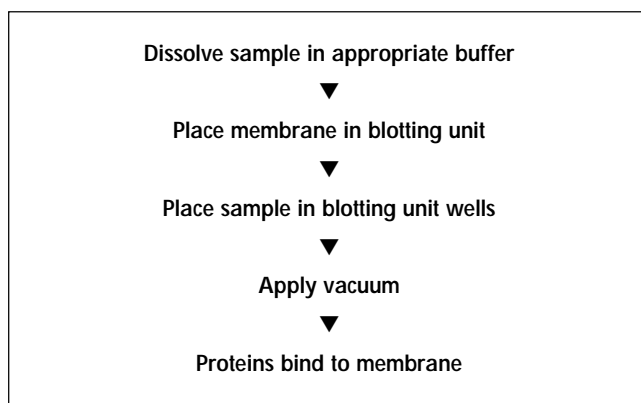 Dissolve sample in appropriate buffer
Place membrane in blotting unit
Place sample in blotting unit wells
Apply vacuum
Proteins bind to membrane